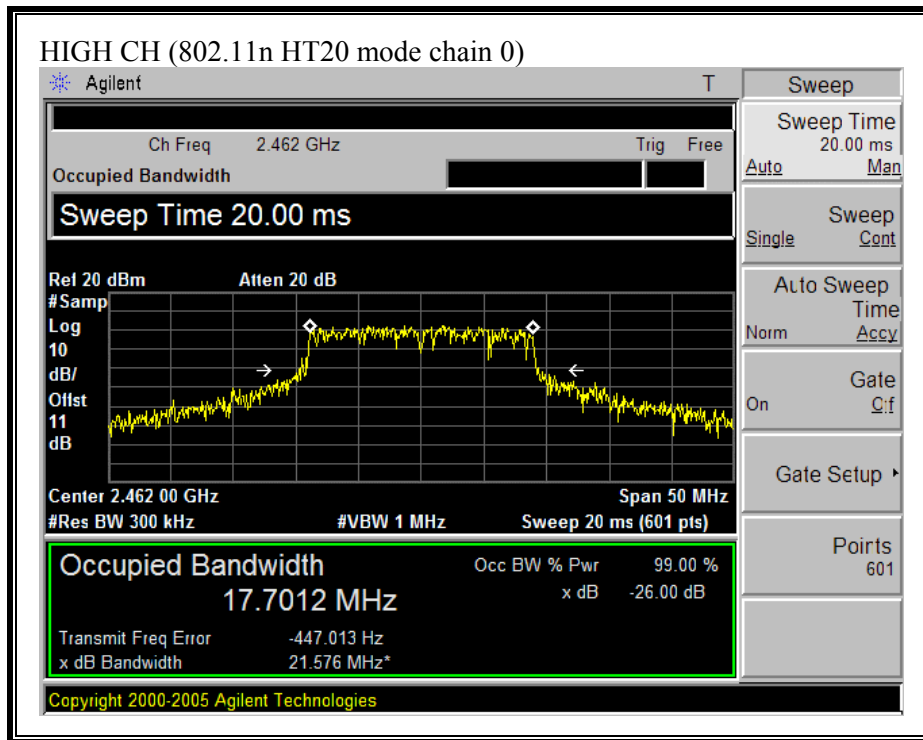 HIGH CH (802.11n HT20 mode chain 0)
Agilent T
Ch Freq 2.462 GHz Trig Free
Occupied Bandwidth
Sweep Time 20.00 ms
Ref 20 dBm Atten 20 dB
#Samp
Log
10
dB/
Offst
11
dB
Center 2.462 00 GHz Span 50 MHz
#Res BW 300 kHz #VBW 1 MHz Sweep 20 ms (601 pts)
Occupied Bandwidth
17.7012 MHz
Occ BW % Pwr 99.00 %
x dB -26.00 dB
Transmit Freq Error -447.013 Hz
x dB Bandwidth 21.576 MHz*
Copyright 2000-2005 Agilent Technologies
Sweep
Sweep Time
20.00 ms
Auto Man
Sweep
Single Cont
Auto Sweep
Time
Norm Accy
Gate
On Off
Gate Setup
Points
601